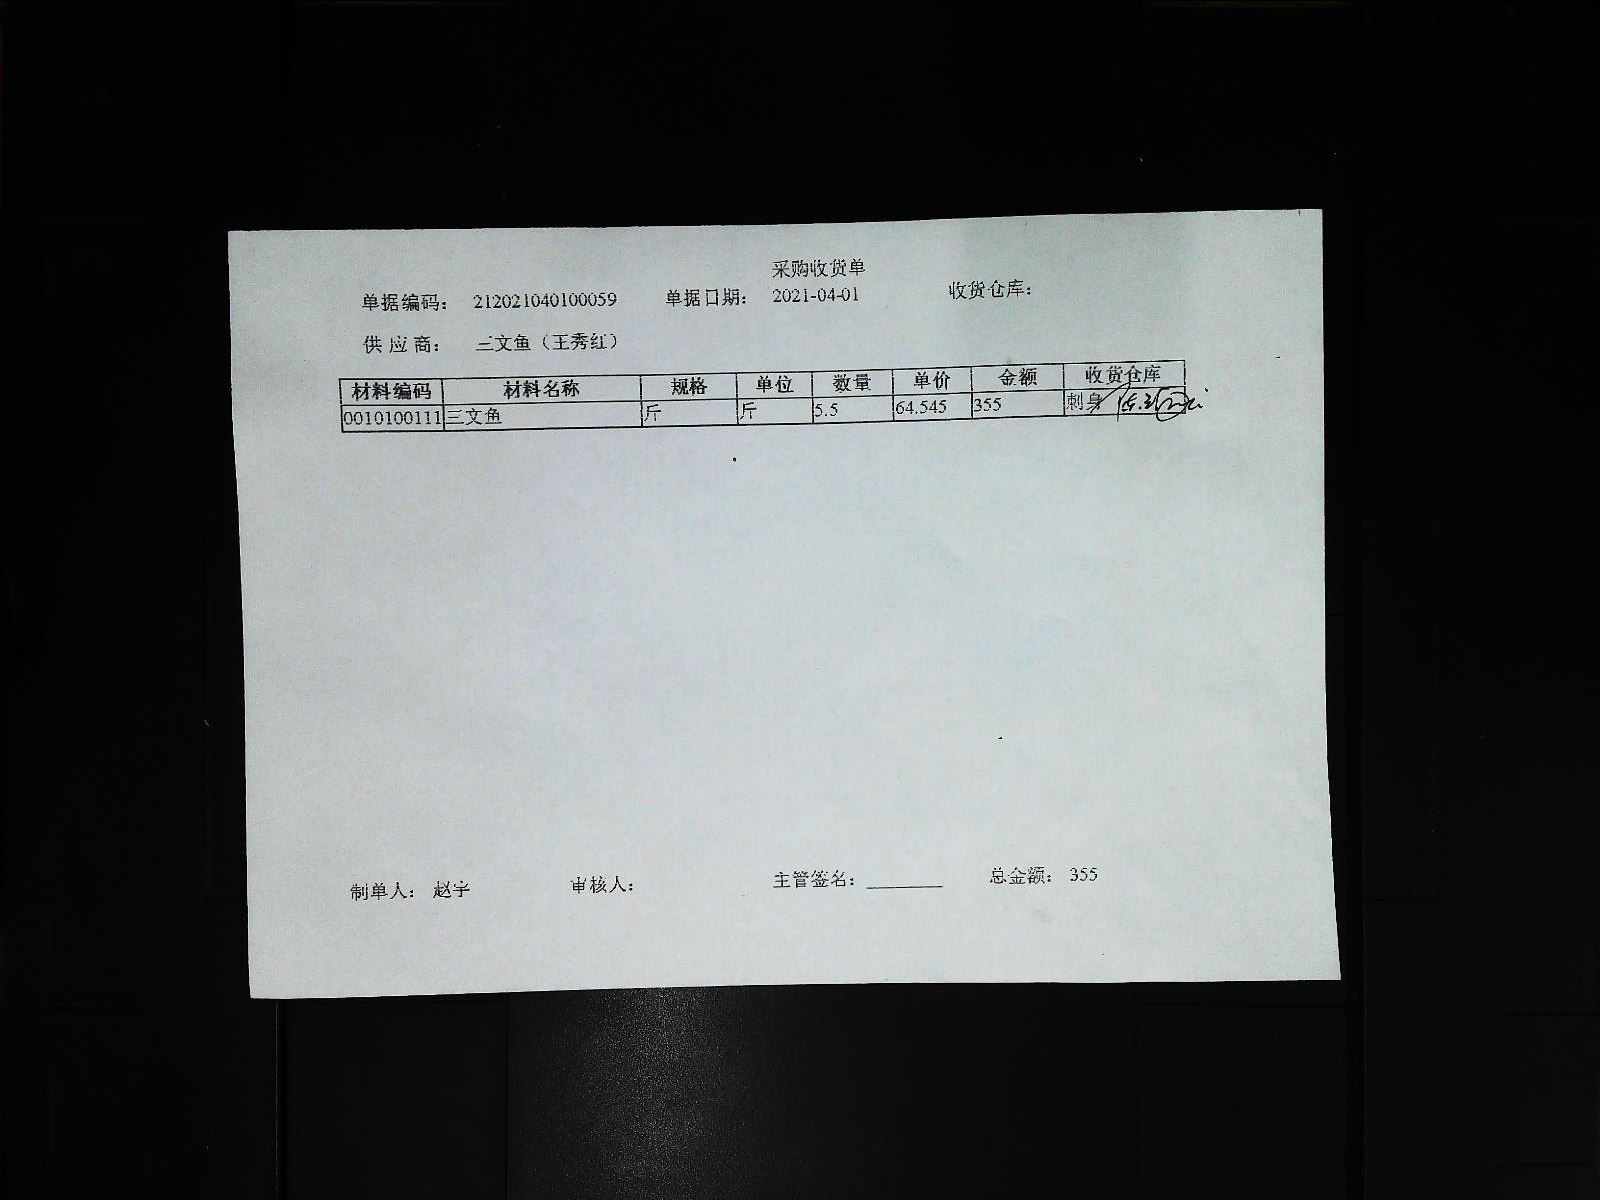 采购收货单
单据编码： 212021040100059 单据日期： 2021-04-01 收货仓库：
供 应 商： 三文鱼（王秀红）
材料编码 材料名称 规格 单位 数量 单价 金额 收货仓库
0010100111 三文鱼 斤 斤 5.5 64.545 355 刺身
制单人： 赵宇 审核人： 主管签名：________ 总金额： 355